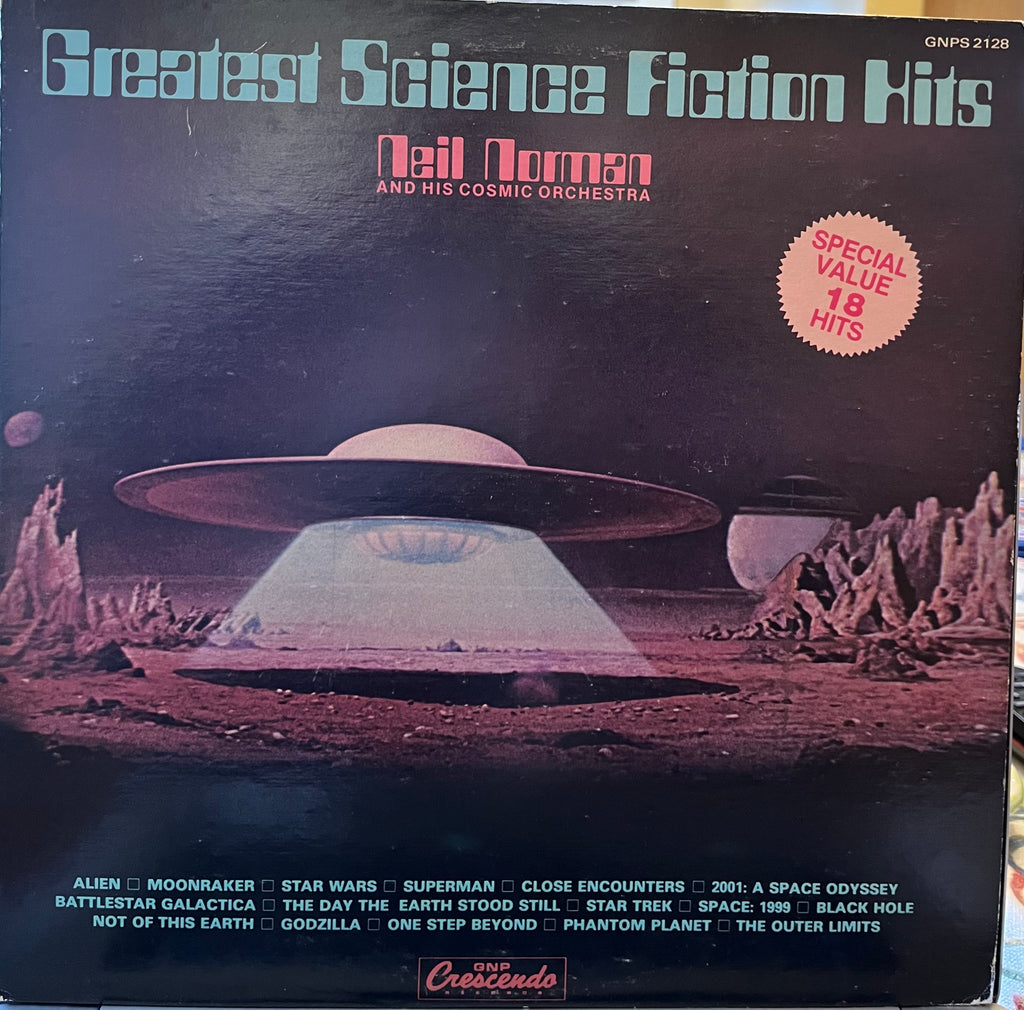 GNPS 2128
Greatest Science Fiction Hits
Neil Norman
AND HIS COSMIC ORCHESTRA
SPECIAL
VALUE
18
HITS
ALIEN □ MOONRAKER □ STAR WARS □ SUPERMAN □ CLOSE ENCOUNTERS □ 2001: A SPACE ODYSSEY
BATTLESTAR GALACTICA □ THE DAY THE EARTH STOOD STILL □ STAR TREK □ SPACE: 1999 □ BLACK HOLE
NOT OF THIS EARTH □ GODZILLA □ ONE STEP BEYOND □ PHANTOM PLANET □ THE OUTER LIMITS
GNP
Crescendo